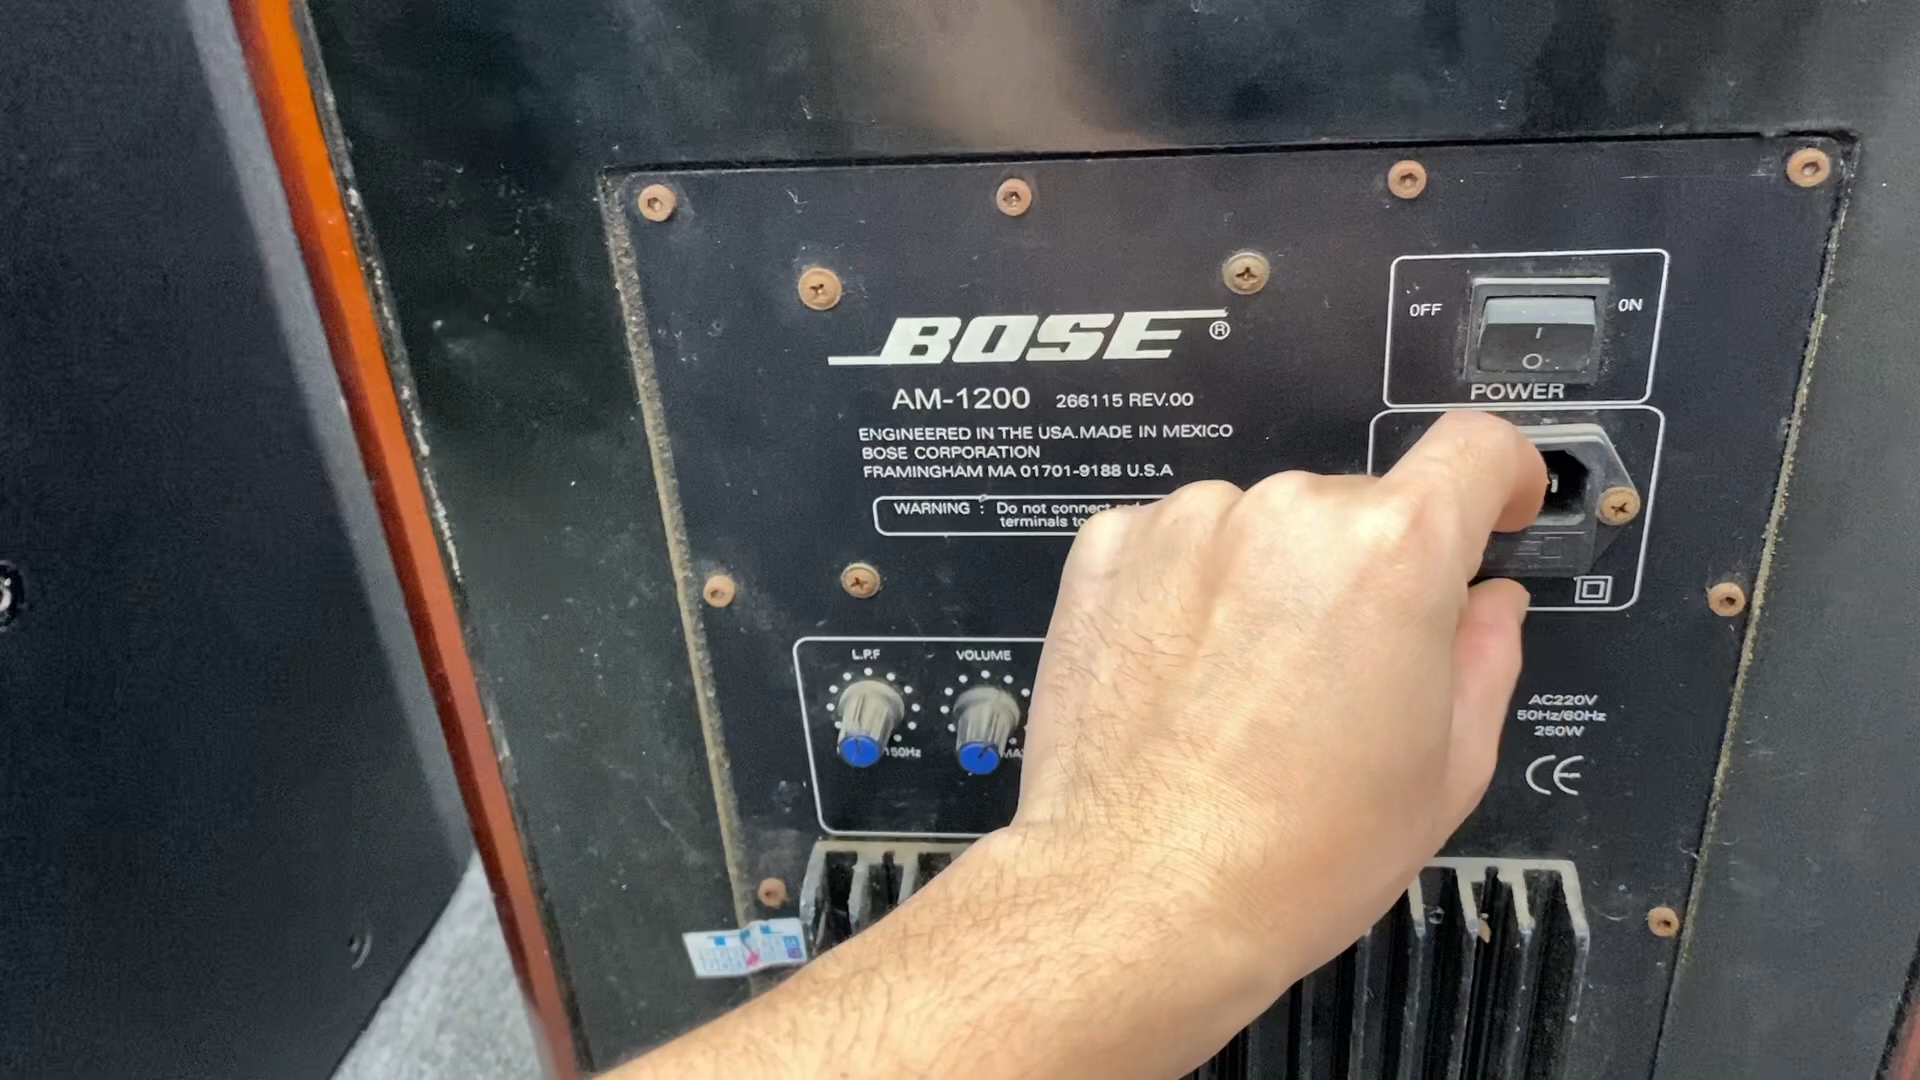 BOSE®
AM-1200 266115 REV.00
ENGINEERED IN THE USA.MADE IN MEXICO
BOSE CORPORATION
FRAMINGHAM MA 01701-9188 U.S.A
WARNING : Do not connect
terminals to
OFF
ON
I
O
POWER
L.P.F
VOLUME
150Hz
AC220V
50Hz/60Hz
250W
CE